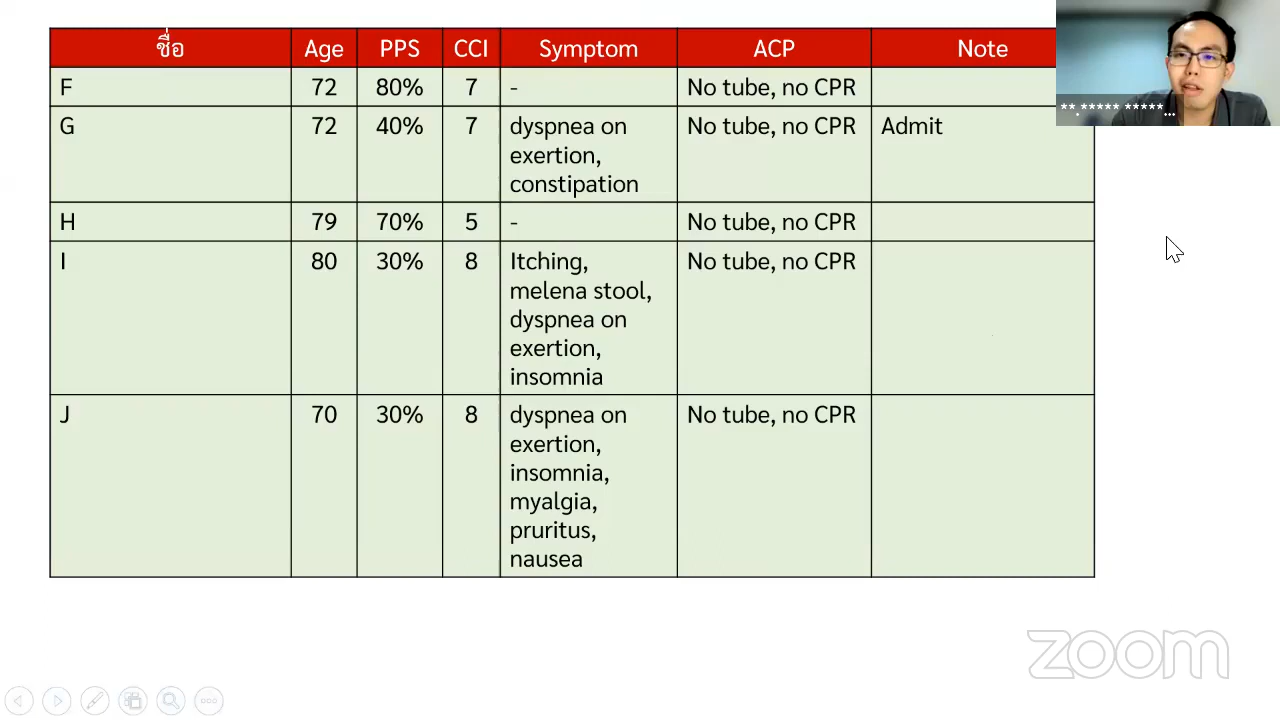 ชื่อ Age PPS CCI Symptom ACP Note
F 72 80% 7 - No tube, no CPR
G 72 40% 7 dyspnea on No tube, no CPR Admit
exertion,
constipation
H 79 70% 5 - No tube, no CPR
I 80 30% 8 Itching, No tube, no CPR
melena stool,
dyspnea on
exertion,
insomnia
J 70 30% 8 dyspnea on No tube, no CPR
exertion,
insomnia,
myalgia,
pruritus,
nausea
**.***** *****...
zoom